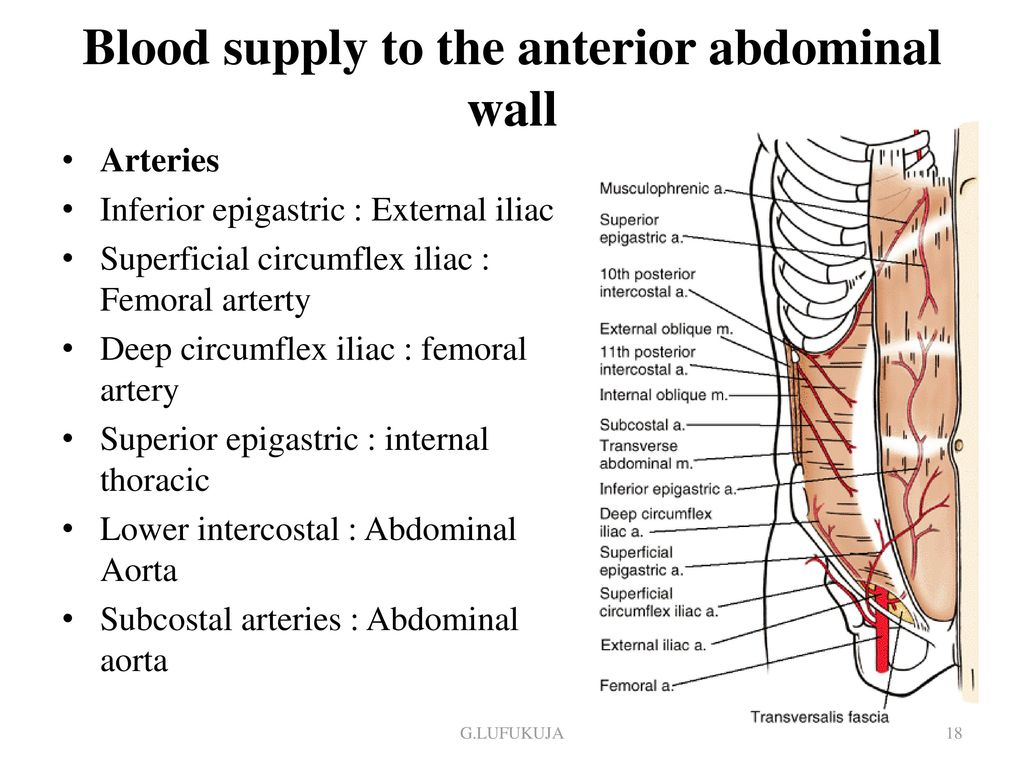 Blood supply to the anterior abdominal
wall
• Arteries
• Inferior epigastric : External iliac
• Superficial circumflex iliac :
Femoral arterty
• Deep circumflex iliac : femoral
artery
• Superior epigastric : internal
thoracic
• Lower intercostal : Abdominal
Aorta
• Subcostal arteries : Abdominal
aorta
Musculophrenic a.
Superior
epigastric a.
10th posterior
intercostal a.
External oblique m.
11th posterior
intercostal a.
Internal oblique m.
Subcostal a.
Transverse
abdominal m.
Inferior epigastric a.
Deep circumflex
iliac a.
Superficial
epigastric a.
Superficial
circumflex iliac a.
External iliac a.
Femoral a.
Transversalis fascia
G.LUFUKUJA
18